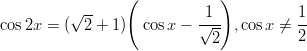 cos 2x = (√2 + 1)(cos x − 1/√2), cos x ≠ 1/2